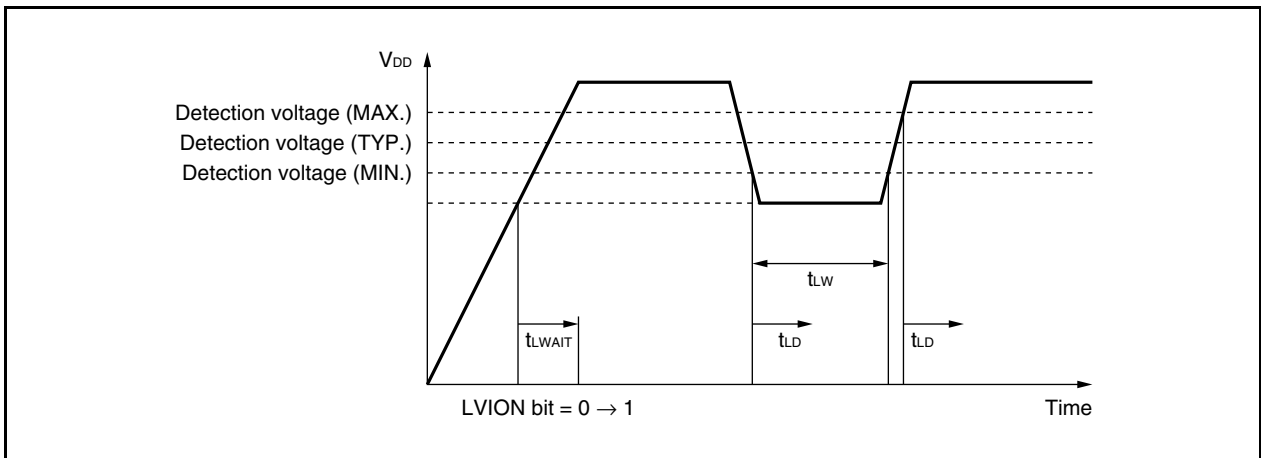 VDD
Detection voltage (MAX.)
Detection voltage (TYP.)
Detection voltage (MIN.)
tLW
tLWAIT
tLD
tLD
LVION bit = 0 → 1
Time